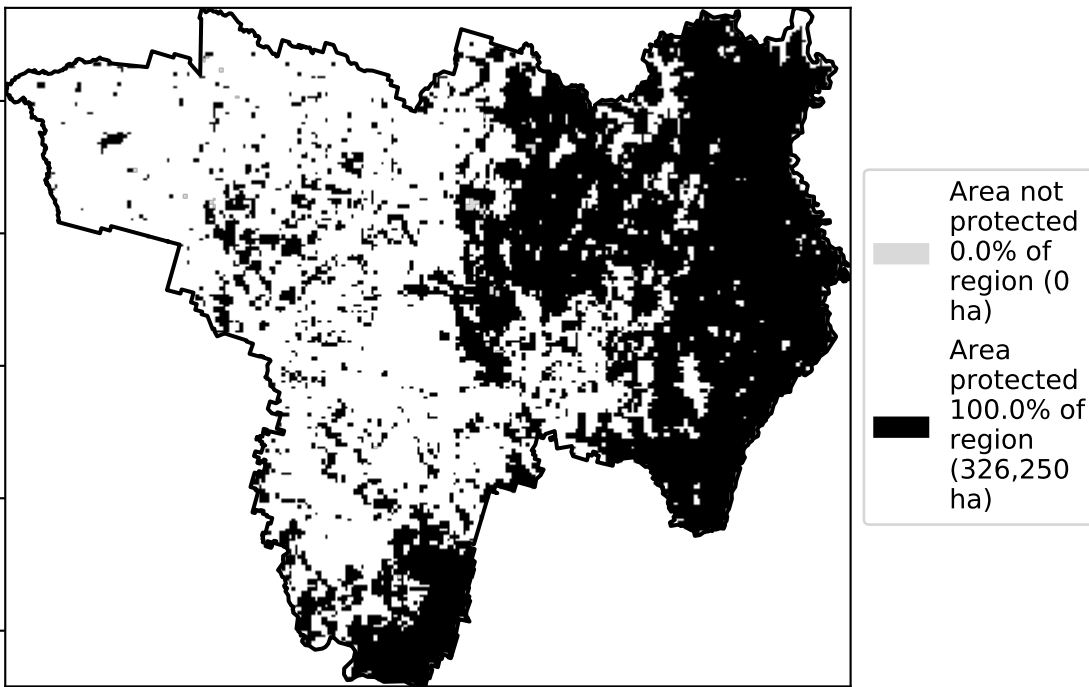 Area not
protected
0.0% of
region (0
ha)
Area
protected
100.0% of
region
(326,250
ha)